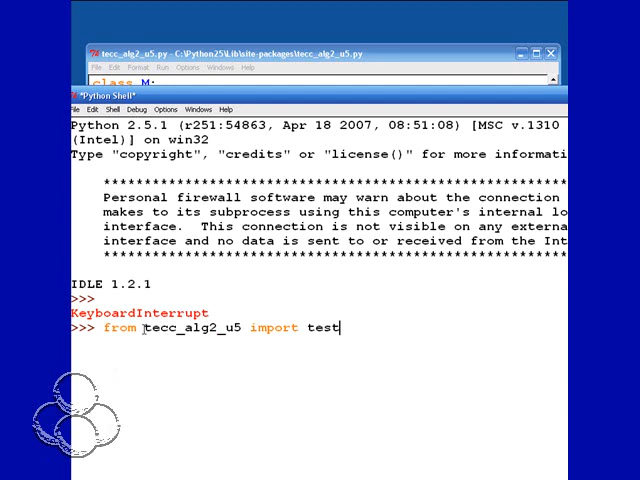 tecc_alg2_u5.py - C:\Python25\Lib\site-packages\tecc_alg2_u5.py
File Edit Format Run Options Windows Help
class M:
*Python Shell*
File Edit Shell Debug Options Windows Help
Python 2.5.1 (r251:54863, Apr 18 2007, 08:51:08) [MSC v.1310
(Intel)] on win32
Type "copyright", "credits" or "license()" for more informati
*********************************************************
Personal firewall software may warn about the connection
makes to its subprocess using this computer's internal lo
interface. This connection is not visible on any externa
interface and no data is sent to or received from the Int
*********************************************************
IDLE 1.2.1
>>>
KeyboardInterrupt
>>> from tecc_alg2_u5 import test